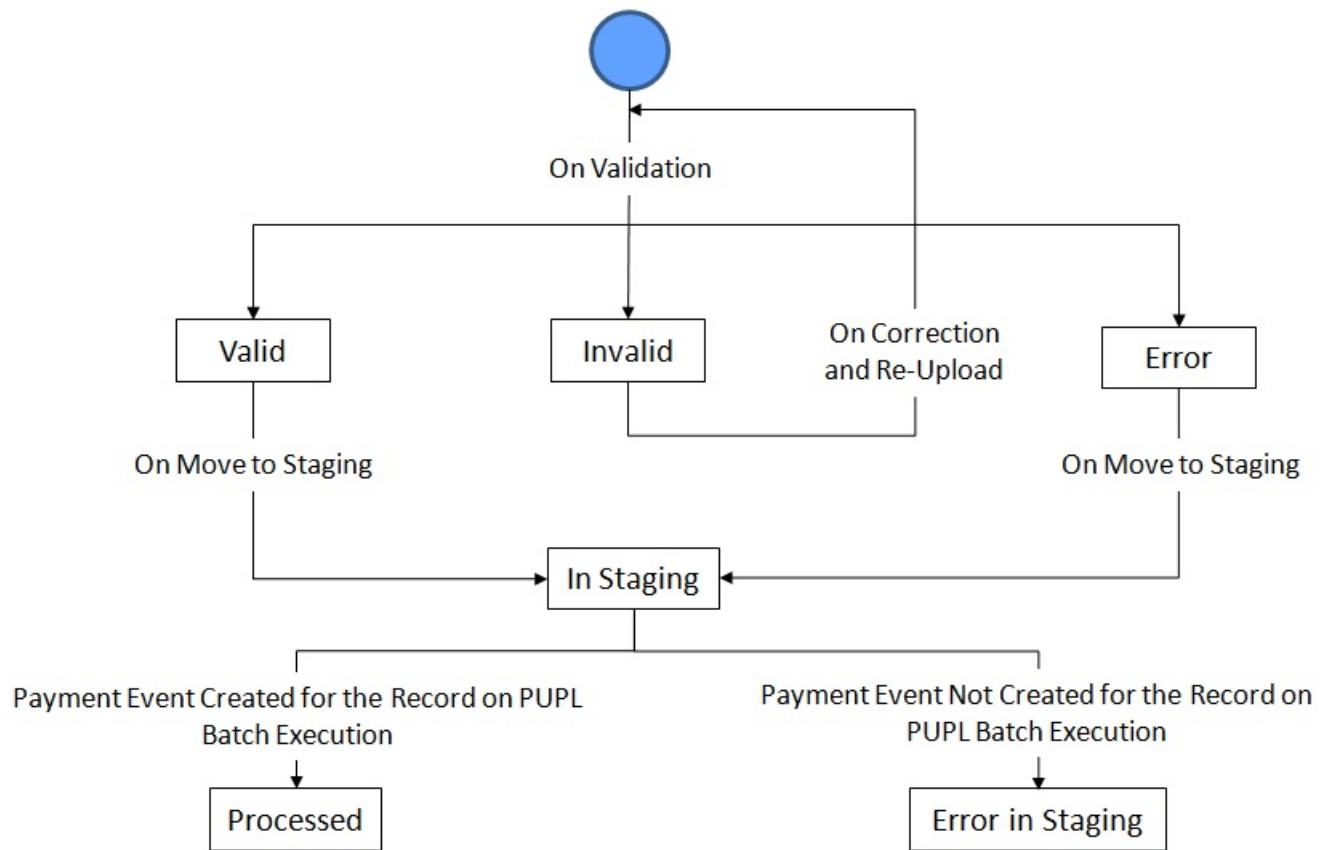 On Validation
Valid
Invalid
On Correction
and Re-Upload
Error
On Move to Staging
On Move to Staging
In Staging
Payment Event Created for the Record on PUPL
Batch Execution
Payment Event Not Created for the Record on
PUPL Batch Execution
Processed
Error in Staging